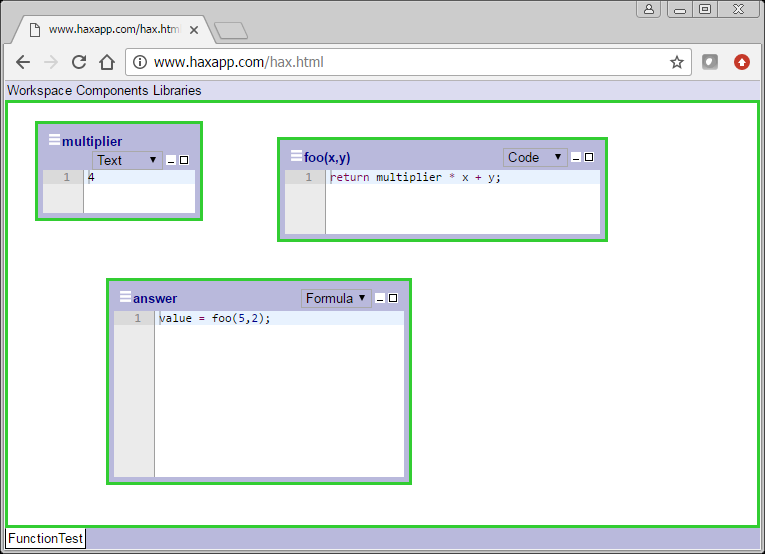 www.haxapp.com/hax.html
www.haxapp.com/hax.html
Workspace Components Libraries
multiplier
Text
1 4
foo(x,y)
Code
1 return multiplier * x + y;
answer
Formula
1 value = foo(5,2);
FunctionTest